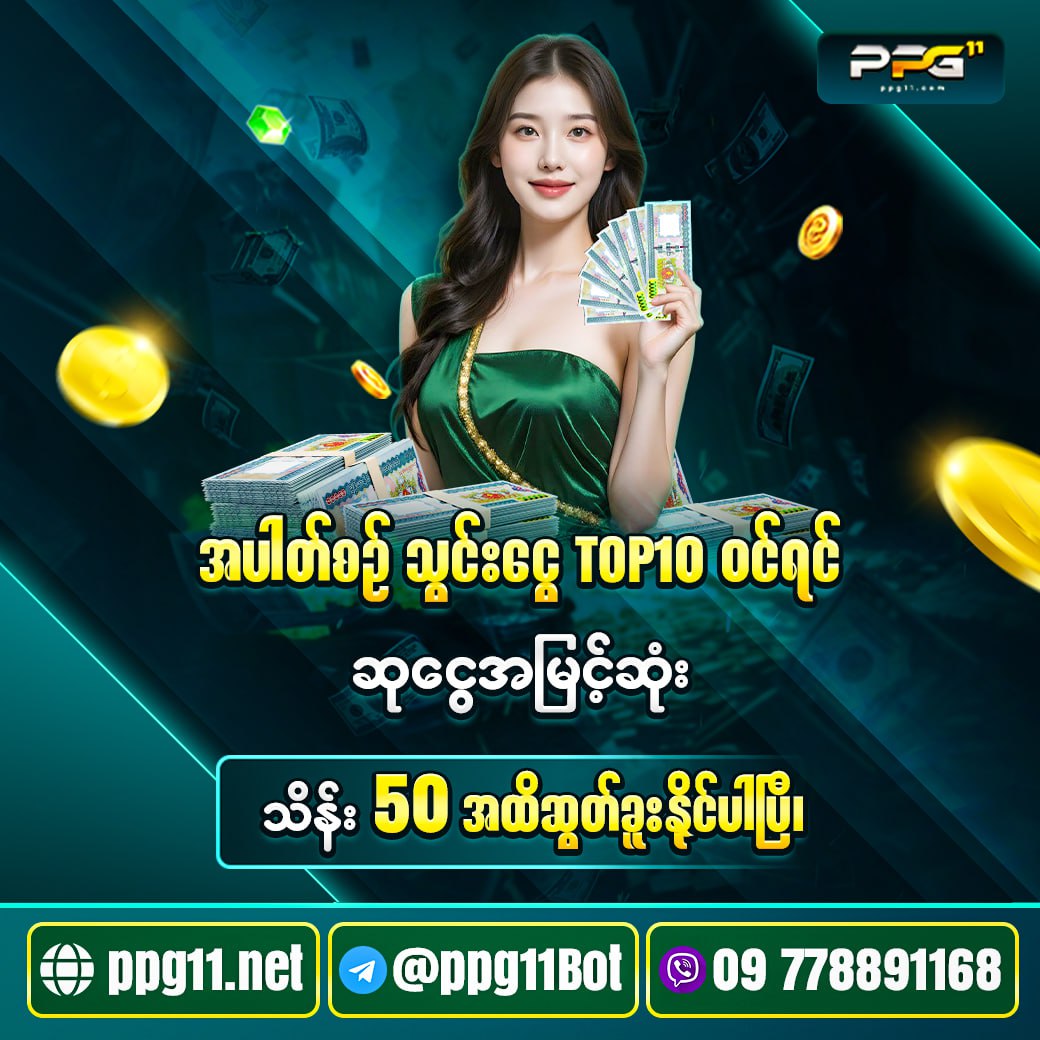 PPG11
ppg11.com
အပါတ်စဉ် သွင်းငွေ TOP10 ဝင်ရင်
ဆုငွေအမြင့်ဆုံး
သိန်း 50 အထိဆွတ်ခူးနိုင်ပါပြီ၊
ppg11.net
@ppg11Bot
09 778891168